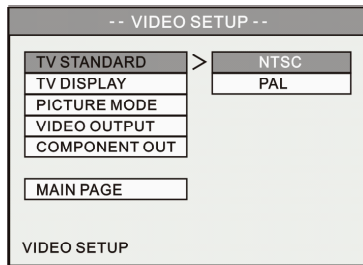 -- VIDEO SETUP --
TV STANDARD > NTSC
TV DISPLAY PAL
PICTURE MODE
VIDEO OUTPUT
COMPONENT OUT
MAIN PAGE
VIDEO SETUP